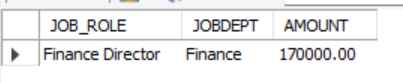 JOB_ROLE JOBDEPT AMOUNT
Finance Director Finance 170000.00